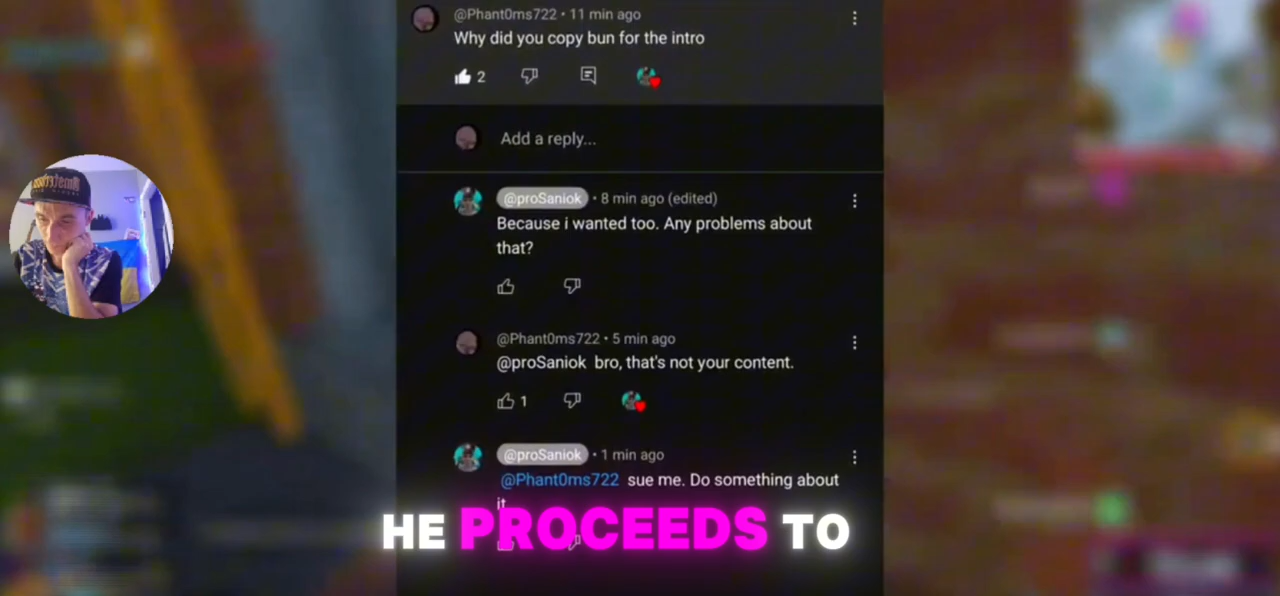 @Phant0ms722 • 11 min ago
Why did you copy bun for the intro
2
Add a reply...
@proSaniok • 8 min ago (edited)
Because i wanted too. Any problems about
that?
@Phant0ms722 • 5 min ago
@proSaniok bro, that's not your content.
1
@proSaniok • 1 min ago
@Phant0ms722 sue me. Do something about
it
HE PROCEEDS TO